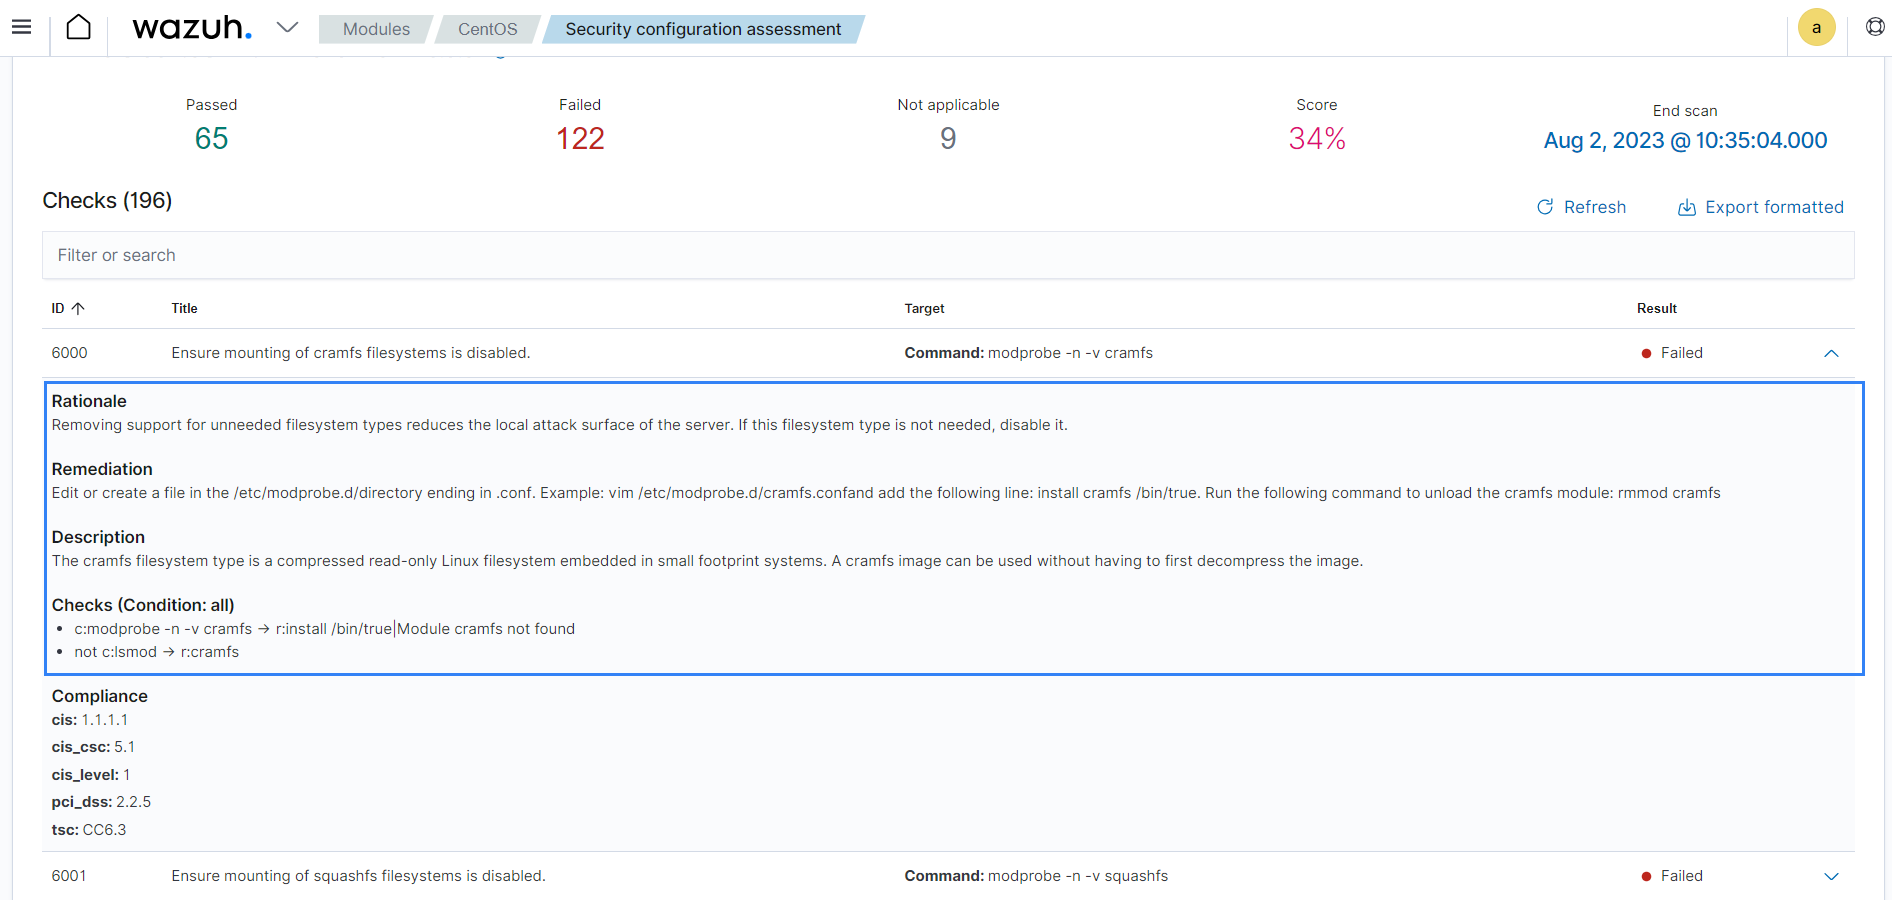 wazuh.
Modules
CentOS
Security configuration assessment
a
Passed
65
Failed
122
Not applicable
9
Score
34%
End scan
Aug 2, 2023 @ 10:35:04.000
Checks (196)
Refresh
Export formatted
Filter or search
ID Title Target Result
6000 Ensure mounting of cramfs filesystems is disabled. Command: modprobe -n -v cramfs Failed
Rationale
Removing support for unneeded filesystem types reduces the local attack surface of the server. If this filesystem type is not needed, disable it.
Remediation
Edit or create a file in the /etc/modprobe.d/directory ending in .conf. Example: vim /etc/modprobe.d/cramfs.confand add the following line: install cramfs /bin/true. Run the following command to unload the cramfs module: rmmod cramfs
Description
The cramfs filesystem type is a compressed read-only Linux filesystem embedded in small footprint systems. A cramfs image can be used without having to first decompress the image.
Checks (Condition: all)
• c:modprobe -n -v cramfs → r:install /bin/true|Module cramfs not found
• not c:lsmod → r:cramfs
Compliance
cis: 1.1.1.1
cis_csc: 5.1
cis_level: 1
pci_dss: 2.2.5
tsc: CC6.3
6001 Ensure mounting of squashfs filesystems is disabled. Command: modprobe -n -v squashfs Failed